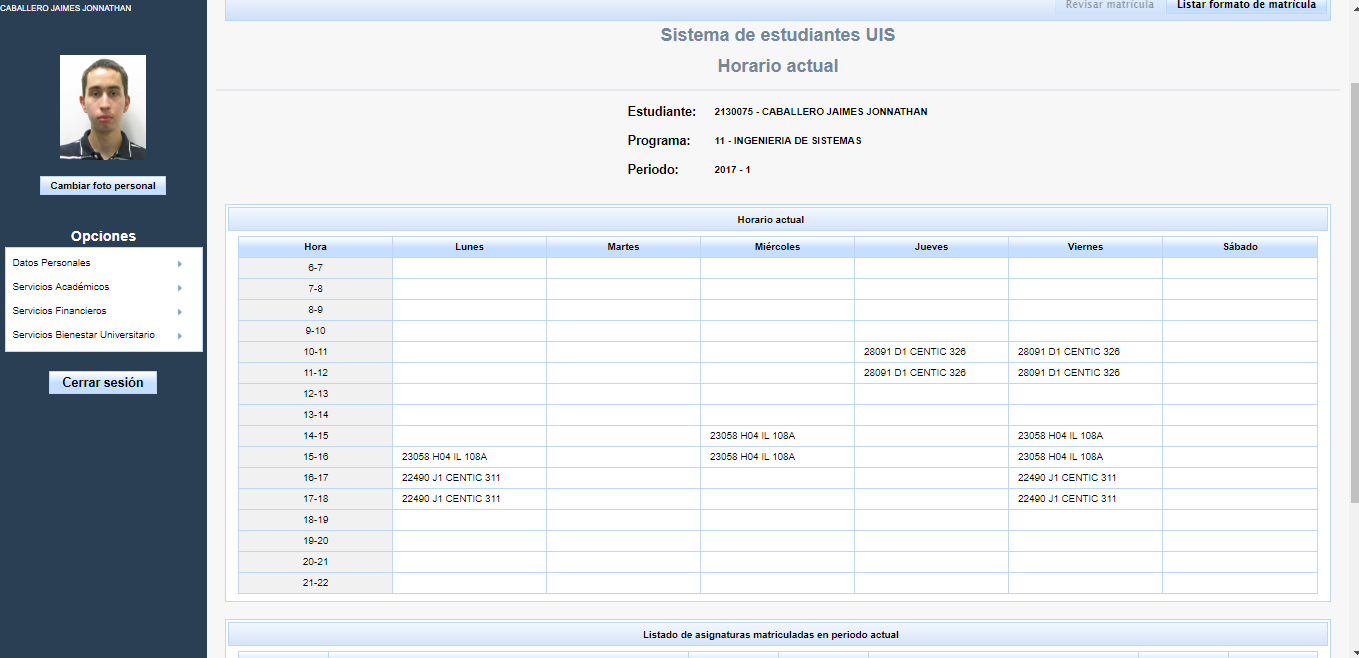 CABALLERO JAIMES JONNATHAN
Cambiar foto personal
Opciones
Datos Personales
Servicios Académicos
Servicios Financieros
Servicios Bienestar Universitario
Cerrar sesión
Revisar matrícula Listar formato de matrícula
Sistema de estudiantes UIS
Horario actual
Estudiante: 2130075 - CABALLERO JAIMES JONNATHAN
Programa: 11 - INGENIERIA DE SISTEMAS
Periodo: 2017 - 1
Horario actual
Hora Lunes Martes Miércoles Jueves Viernes Sábado
6-7
7-8
8-9
9-10
10-11 28091 D1 CENTIC 326 28091 D1 CENTIC 326
11-12 28091 D1 CENTIC 326 28091 D1 CENTIC 326
12-13
13-14
14-15 23058 H04 IL 108A 23058 H04 IL 108A
15-16 23058 H04 IL 108A 23058 H04 IL 108A 23058 H04 IL 108A
16-17 22490 J1 CENTIC 311 22490 J1 CENTIC 311
17-18 22490 J1 CENTIC 311 22490 J1 CENTIC 311
18-19
19-20
20-21
21-22
Listado de asignaturas matriculadas en periodo actual